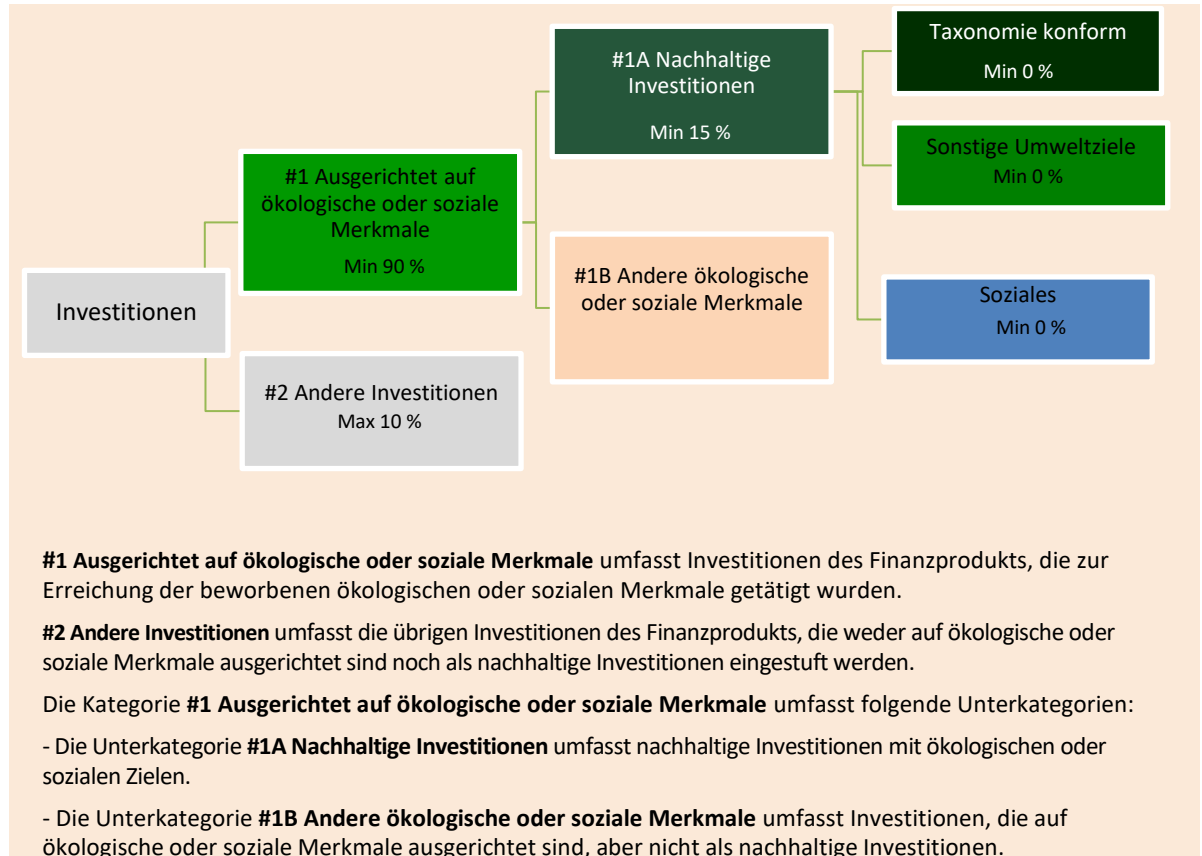 Taxonomie konform
Min 0 %
#1A Nachhaltige
Investitionen
Min 15 %
Sonstige Umweltziele
Min 0 %
#1 Ausgerichtet auf
ökologische oder soziale
Merkmale
Min 90 %
#1B Andere ökologische
oder soziale Merkmale
Soziales
Min 0 %
Investitionen
#2 Andere Investitionen
Max 10 %
#1 Ausgerichtet auf ökologische oder soziale Merkmale umfasst Investitionen des Finanzprodukts, die zur
Erreichung der beworbenen ökologischen oder sozialen Merkmale getätigt wurden.
#2 Andere Investitionen umfasst die übrigen Investitionen des Finanzprodukts, die weder auf ökologische oder
soziale Merkmale ausgerichtet sind noch als nachhaltige Investitionen eingestuft werden.
Die Kategorie #1 Ausgerichtet auf ökologische oder soziale Merkmale umfasst folgende Unterkategorien:
- Die Unterkategorie #1A Nachhaltige Investitionen umfasst nachhaltige Investitionen mit ökologischen oder
sozialen Zielen.
- Die Unterkategorie #1B Andere ökologische oder soziale Merkmale umfasst Investitionen, die auf
ökologische oder soziale Merkmale ausgerichtet sind, aber nicht als nachhaltige Investitionen.